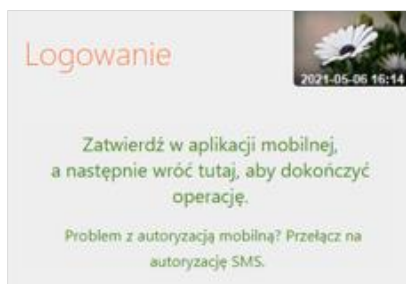 Logowanie
2021-05-06 16:14
Zatwierdź w aplikacji mobilnej,
a następnie wróć tutaj, aby dokończyć
operację.
Problem z autoryzacją mobilną? Przełącz na
autoryzację SMS.